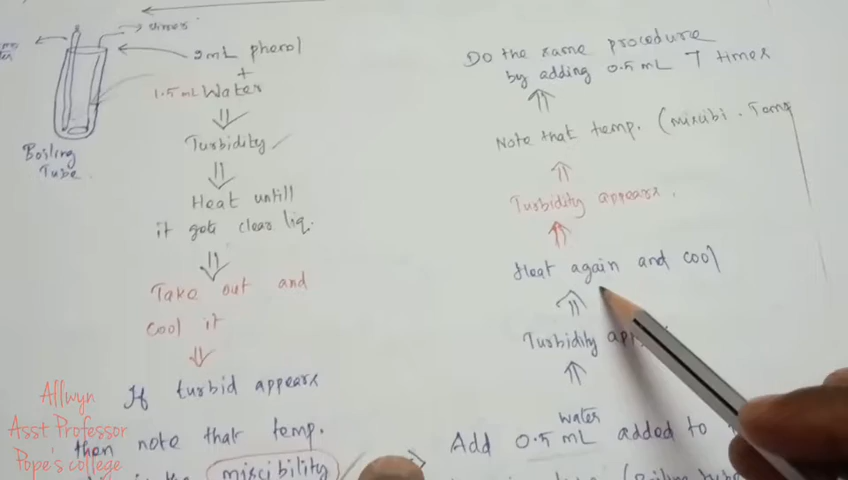 stirrer
2mL phenol
+
1.5 mL Water
Boiling
Tube
Turbidity
Heat untill
it gets clear liq.
Take out and
cool it
If turbid appears
then note that temp.
miscibility
Do the same procedure
by adding 0.5 mL 7 times
Note that temp. (miscibi. Temp
Turbidity appears.
Heat again and cool
Turbidity
water
Add 0.5 mL added to
Allwyn
Asst Professor
Pope's college